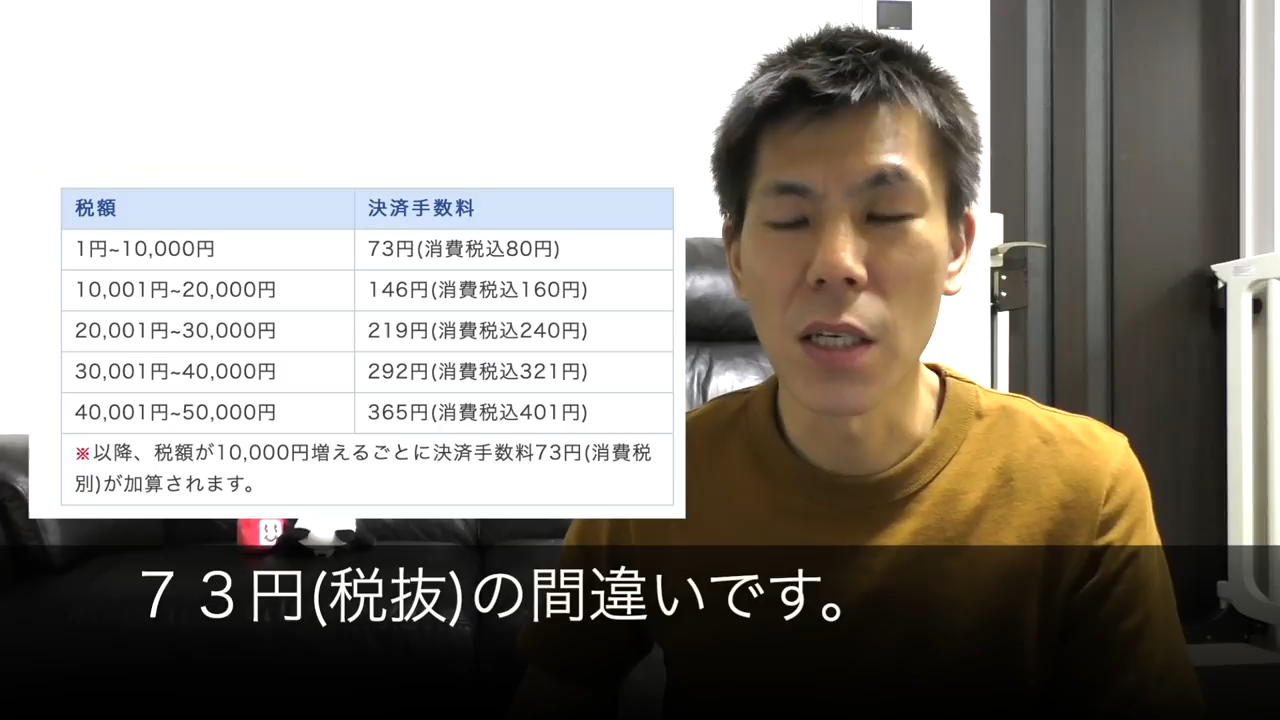 税額 決済手数料
1円~10,000円 73円(消費税込80円)
10,001円~20,000円 146円(消費税込160円)
20,001円~30,000円 219円(消費税込240円)
30,001円~40,000円 292円(消費税込321円)
40,001円~50,000円 365円(消費税込401円)
※以降、税額が10,000円増えるごとに決済手数料73円(消費税
別)が加算されます。
７３円(税抜)の間違いです。